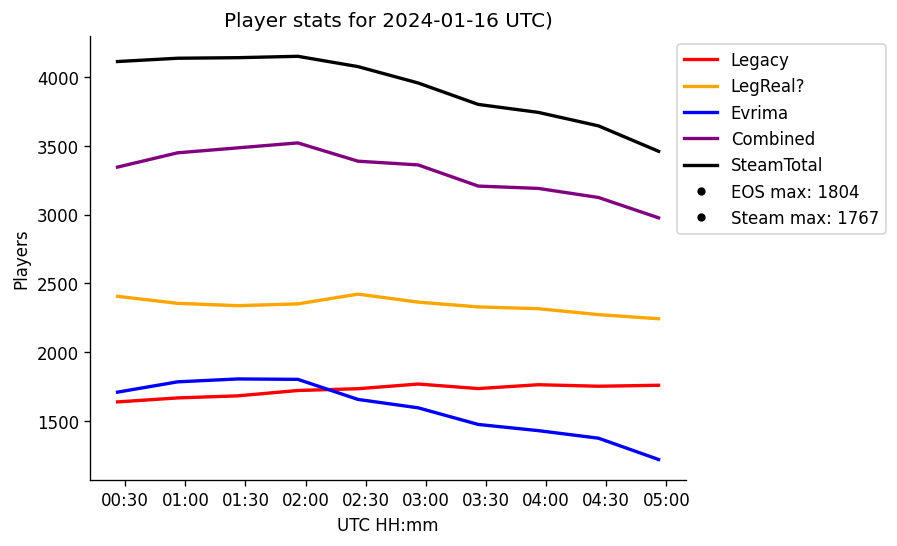 Player stats for 2024-01-16 UTC)
Legacy
LegReal?
Evrima
Combined
SteamTotal
EOS max: 1804
Steam max: 1767
Players
4000
3500
3000
2500
2000
1500
00:30 01:00 01:30 02:00 02:30 03:00 03:30 04:00 04:30 05:00
UTC HH:mm